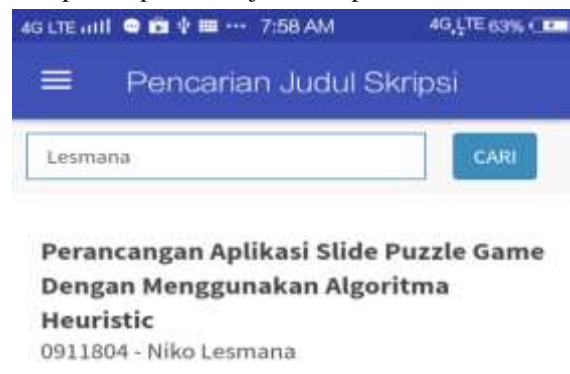 4G LTE 7:58 AM 4G LTE 63%
Pencarian Judul Skripsi
Lesmana CARI
Perancangan Aplikasi Slide Puzzle Game
Dengan Menggunakan Algoritma
Heuristic
0911804 - Niko Lesmana